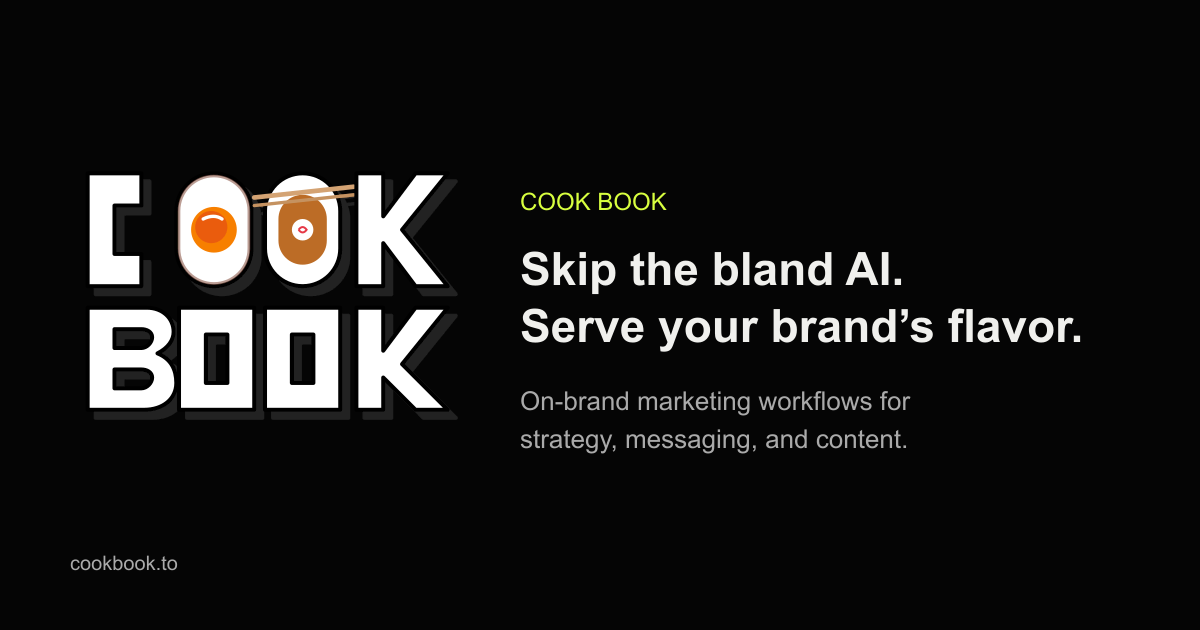 COOK
BOOK
COOK BOOK
Skip the bland AI.
Serve your brand’s flavor.
On-brand marketing workflows for
strategy, messaging, and content.
cookbook.to